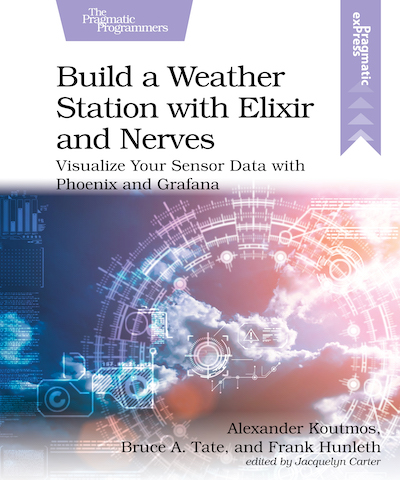 The
Pragmatic
Programmers
Pragmatic
exPress
Build a Weather
Station with Elixir
and Nerves
Visualize Your Sensor Data with
Phoenix and Grafana
Alexander Koutmos,
Bruce A. Tate, and Frank Hunleth
edited by Jacquelyn Carter